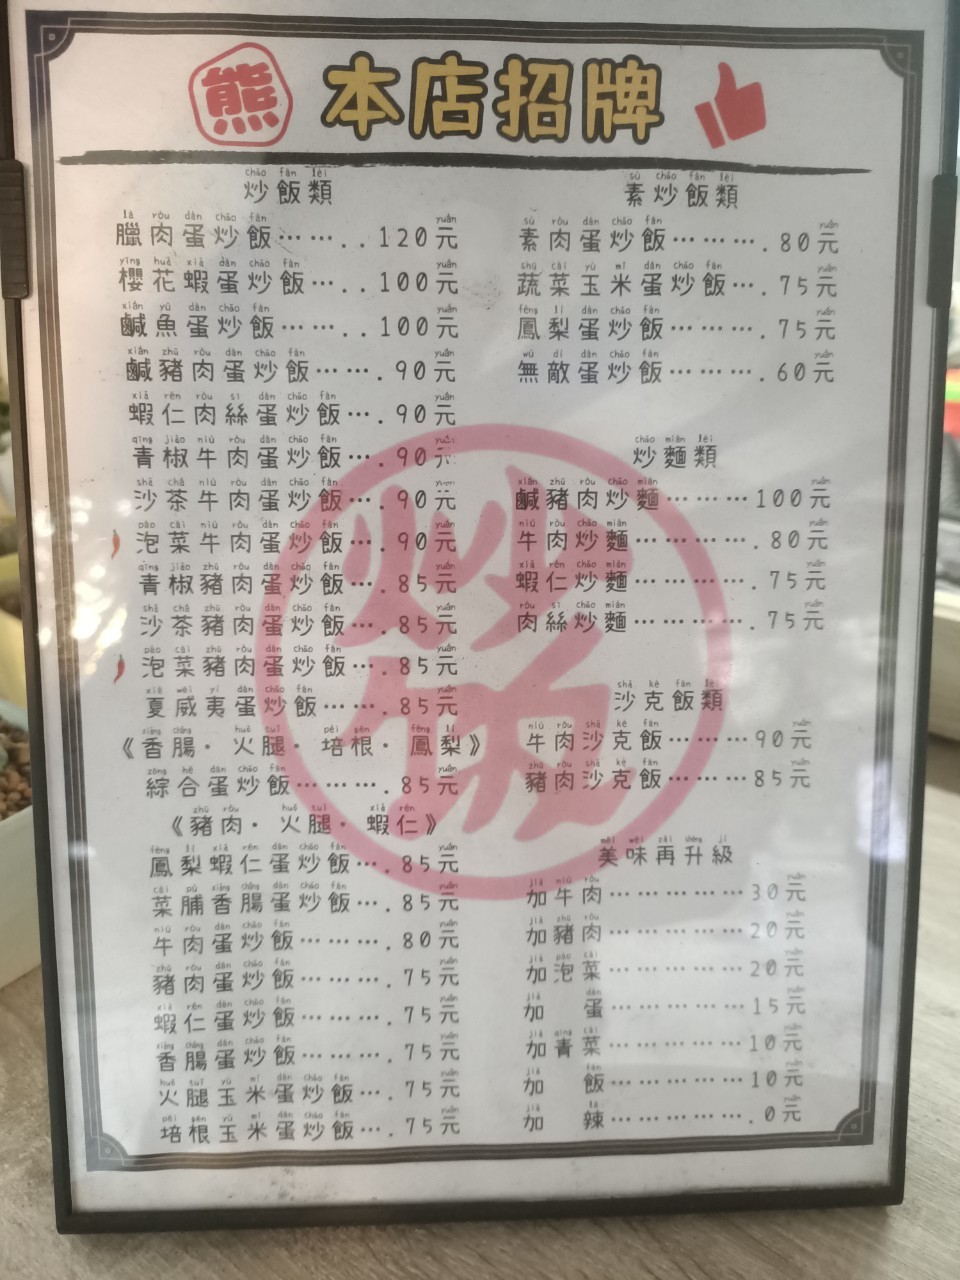 熊 本店招牌
炒飯類
臘肉蛋炒飯……..120元
櫻花蝦蛋炒飯……..100元
鹹魚蛋炒飯……..100元
鹹豬肉蛋炒飯…….90元
蝦仁肉絲蛋炒飯….90元
青椒牛肉蛋炒飯….90元
沙茶牛肉蛋炒飯….90元
泡菜牛肉蛋炒飯….90元
青椒豬肉蛋炒飯….85元
沙茶豬肉蛋炒飯….85元
泡菜豬肉蛋炒飯….85元
夏威夷蛋炒飯…….85元
《香腸·火腿·培根·鳳梨》
綜合蛋炒飯……….85元
《豬肉·火腿·蝦仁》
鳳梨蝦仁蛋炒飯….85元
菜脯香腸蛋炒飯….85元
牛肉蛋炒飯……….80元
豬肉蛋炒飯……….75元
蝦仁蛋炒飯……….75元
香腸蛋炒飯……….75元
火腿玉米蛋炒飯….75元
培根玉米蛋炒飯….75元
素炒飯類
素肉蛋炒飯……….80元
蔬菜玉米蛋炒飯….75元
鳳梨蛋炒飯……….75元
無敵蛋炒飯……….60元
炒麵類
鹹豬肉炒麵………100元
牛肉炒麵………….80元
蝦仁炒麵………….75元
肉絲炒麵………….75元
沙克飯類
牛肉沙克飯………90元
豬肉沙克飯………85元
美味再升級
加牛肉……………30元
加豬肉……………20元
加泡菜……………20元
加 蛋……………15元
加青菜……………10元
加 飯……………10元
加 辣…………….0元